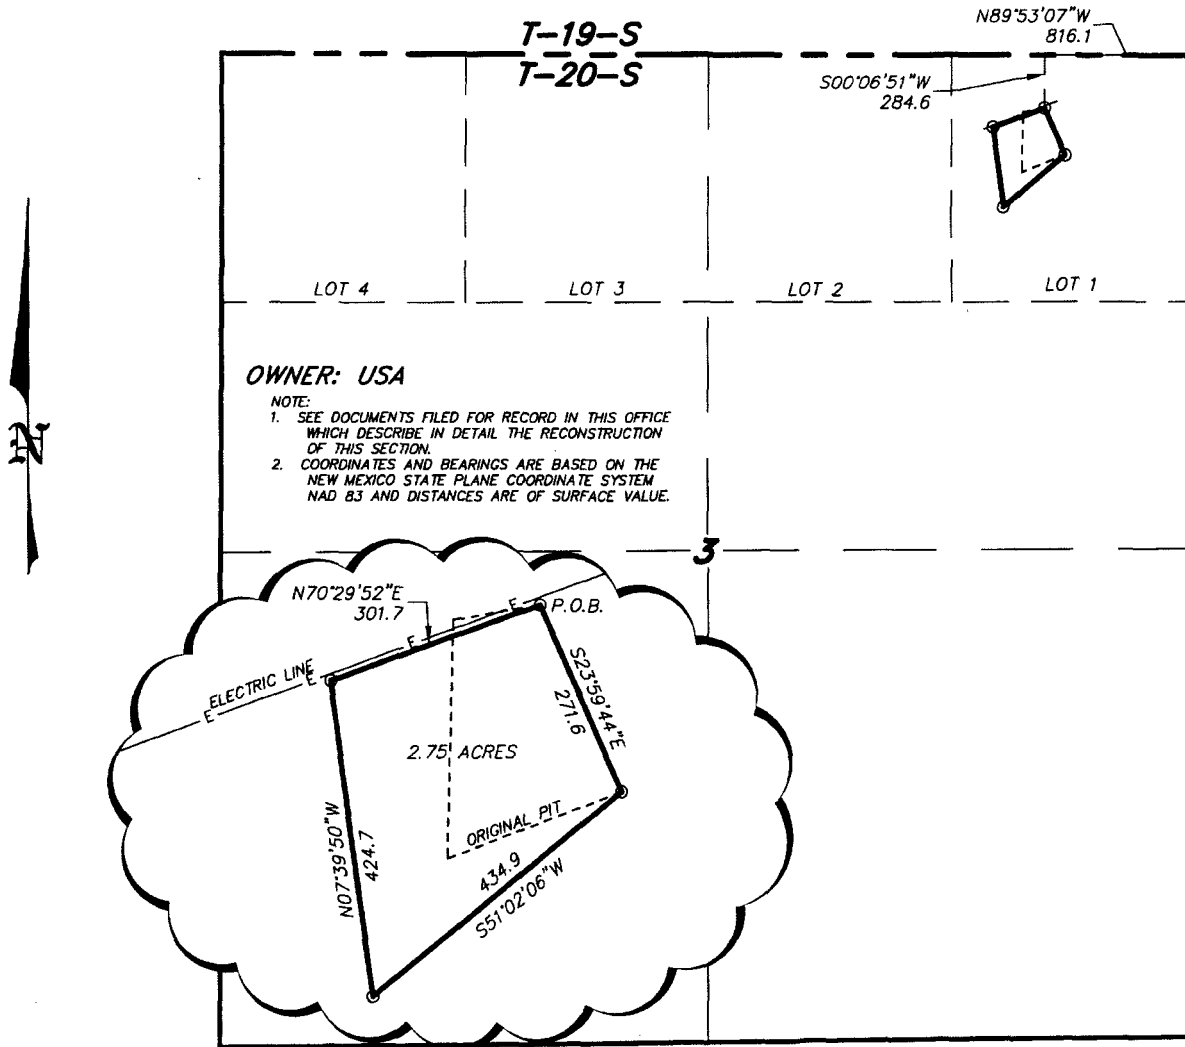 T-19-S
T-20-S
N89°53'07"W
816.1
S00°06'51"W
284.6
LOT 4
LOT 3
LOT 2
LOT 1
OWNER: USA
NOTE:
1. SEE DOCUMENTS FILED FOR RECORD IN THIS OFFICE
WHICH DESCRIBE IN DETAIL THE RECONSTRUCTION
OF THIS SECTION.
2. COORDINATES AND BEARINGS ARE BASED ON THE
NEW MEXICO STATE PLANE COORDINATE SYSTEM
NAD 83 AND DISTANCES ARE OF SURFACE VALUE.
N
3
N70°29'52"E
301.7
E
E
P.O.B.
ELECTRIC LINE
E
E
S23°59'44"E
271.6
2.75 ACRES
ORIGINAL PIT
N07°39'50"W
424.7
434.9
S51°02'06"W